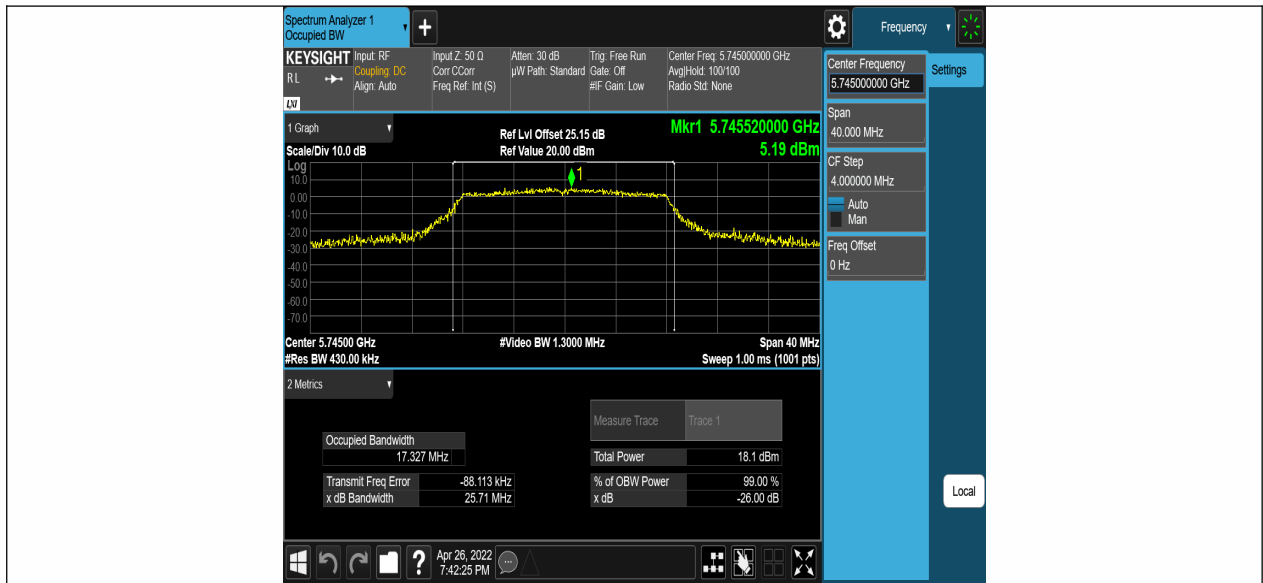 Spectrum Analyzer 1
Occupied BW
+
Frequency
KEYSIGHT
RL
LXI
Input: RF
Coupling: DC
Align: Auto
Input Z: 50 Ω
Corr CCorr
Freq Ref: Int (S)
Atten: 30 dB
µW Path: Standard
Trig: Free Run
Gate: Off
#IF Gain: Low
Center Freq: 5.745000000 GHz
Avg|Hold: 100/100
Radio Std: None
Center Frequency
5.745000000 GHz
Settings
Span
40.000 MHz
CF Step
4.000000 MHz
Auto
Man
Freq Offset
0 Hz
Local
1 Graph
Scale/Div 10.0 dB
Ref Lvl Offset 25.15 dB
Ref Value 20.00 dBm
Mkr1 5.745520000 GHz
5.19 dBm
Log
10.0
0.00
-10.0
-20.0
-30.0
-40.0
-50.0
-60.0
-70.0
1
Center 5.74500 GHz
#Video BW 1.3000 MHz
Span 40 MHz
#Res BW 430.00 kHz
Sweep 1.00 ms (1001 pts)
2 Metrics
Measure Trace Trace 1
Occupied Bandwidth
17.327 MHz
Total Power 18.1 dBm
Transmit Freq Error -88.113 kHz
% of OBW Power 99.00 %
x dB Bandwidth 25.71 MHz
x dB -26.00 dB
?
Apr 26, 2022
7:42:25 PM